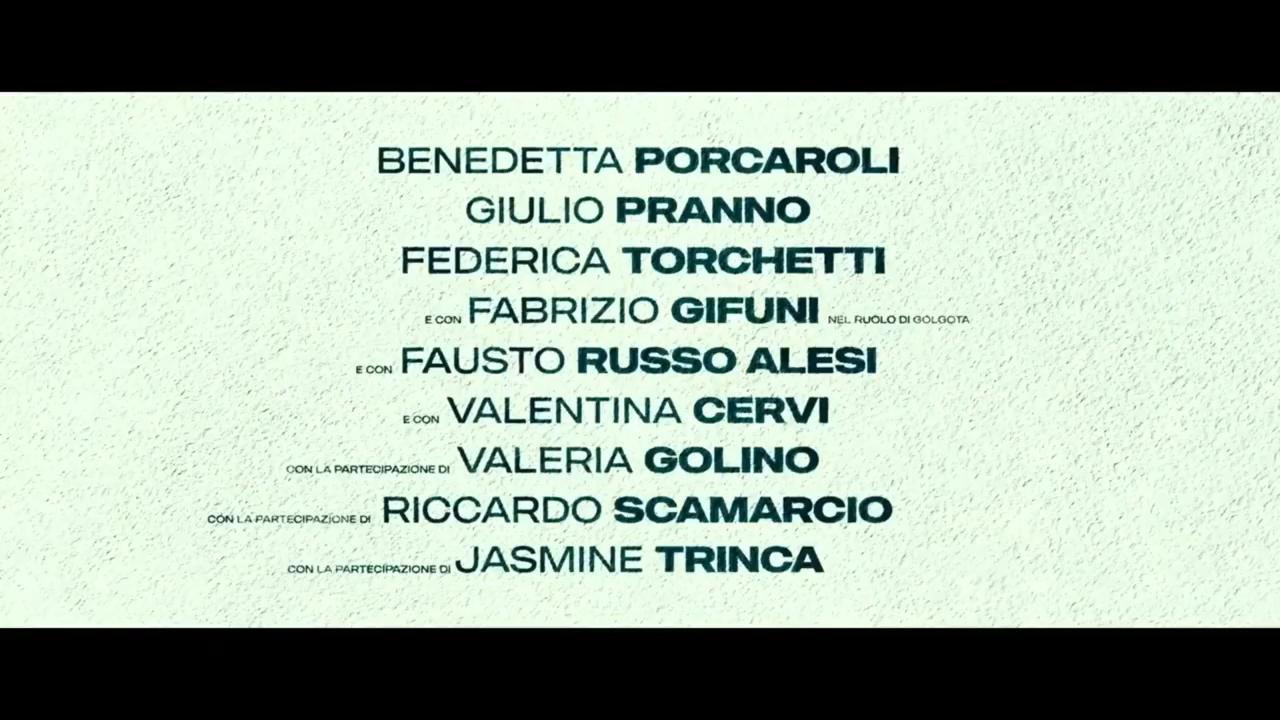 BENEDETTA PORCAROLI
GIULIO PRANNO
FEDERICA TORCHETTI
E CON FABRIZIO GIFUNI NEL RUOLO DI GOLGOTA
E CON FAUSTO RUSSO ALESI
E CON VALENTINA CERVI
CON LA PARTECIPAZIONE DI VALERIA GOLINO
CON LA PARTECIPAZIONE DI RICCARDO SCAMARCIO
CON LA PARTECIPAZIONE DI JASMINE TRINCA